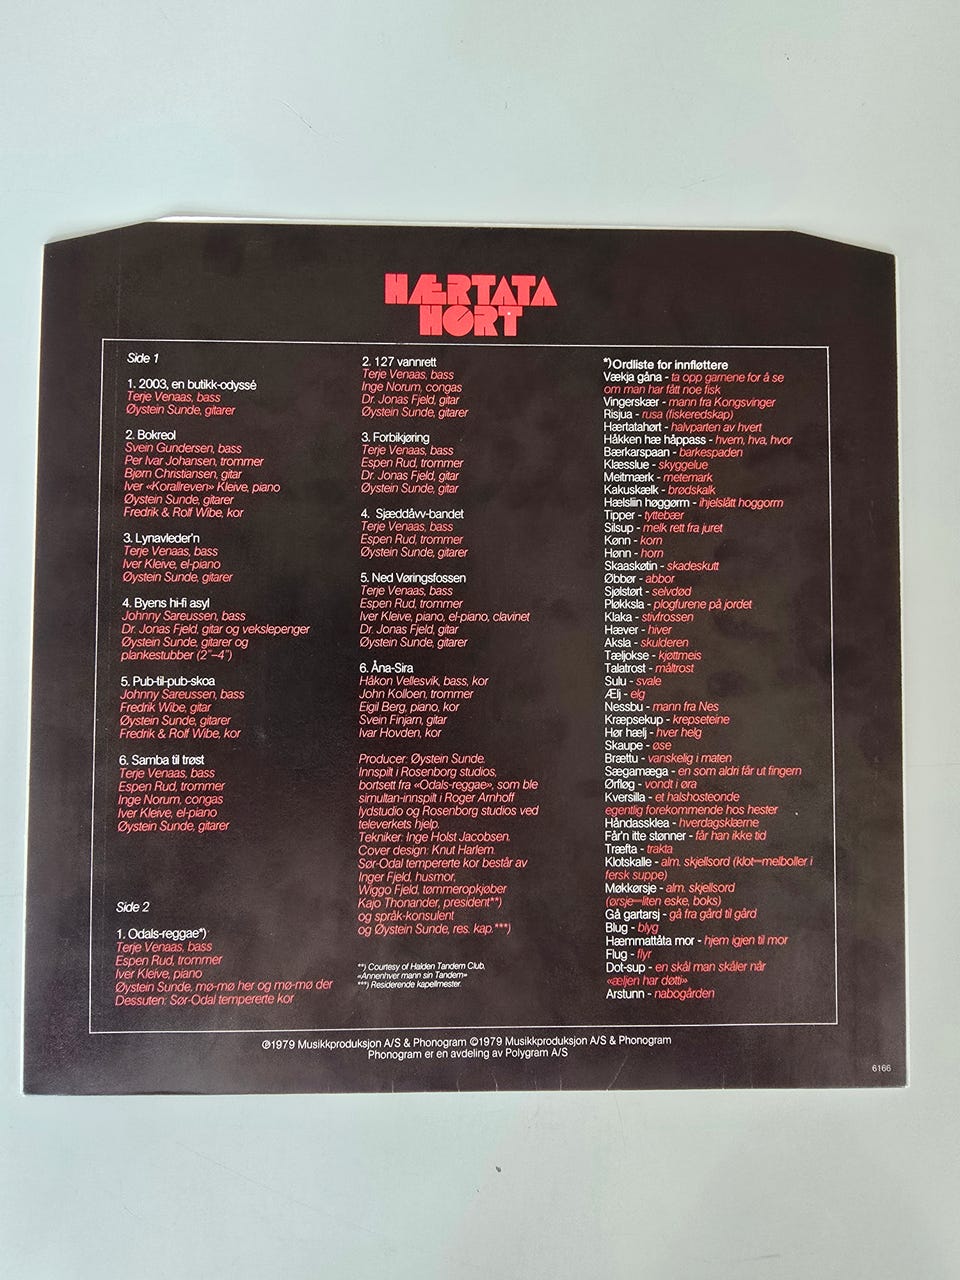 HÆRTATA
HØRT
Side 1
1. 2003, en butikk-odyssé
Terje Venaas, bass
Øystein Sunde, gitarer
2. Bokreol
Svein Gundersen, bass
Per Ivar Johansen, trommer
Bjørn Christiansen, gitar
Iver «Korallreven» Kleive, piano
Øystein Sunde, gitarer
Fredrik & Rolf Wibe, kor
3. Lynavleder'n
Terje Venaas, bass
Iver Kleive, el-piano
Øystein Sunde, gitarer
4. Byens hi-fi asyl
Johnny Sareussen, bass
Dr. Jonas Fjeld, gitar og vekslepenger
Øystein Sunde, gitarer og
plankestubber (2"–4")
5. Pub-til-pub-skoa
Johnny Sareussen, bass
Fredrik Wibe, gitar
Øystein Sunde, gitarer
Fredrik & Rolf Wibe, kor
6. Samba til trøst
Terje Venaas, bass
Espen Rud, trommer
Inge Norum, congas
Iver Kleive, el-piano
Øystein Sunde, gitarer
Side 2
1. Odals-reggae*)
Terje Venaas, bass
Espen Rud, trommer
Iver Kleive, piano
Øystein Sunde, mø-mø her og mø-mø der
Dessuten: Sør-Odal tempererte kor
2. 127 vannrett
Terje Venaas, bass
Inge Norum, congas
Dr. Jonas Fjeld, gitar
Øystein Sunde, gitarer
3. Forbikjøring
Terje Venaas, bass
Espen Rud, trommer
Dr. Jonas Fjeld, gitar
Øystein Sunde, gitarer
4. Sjæddåvv-bandet
Terje Venaas, bass
Espen Rud, trommer
Øystein Sunde, gitarer
5. Ned Vøringsfossen
Terje Venaas, bass
Espen Rud, trommer
Iver Kleive, piano, el-piano, clavinet
Dr. Jonas Fjeld, gitar
Øystein Sunde, gitarer
6. Åna-Sira
Håkon Vellesvik, bass, kor
John Kolloen, trommer
Eigil Berg, piano, kor
Svein Finjarn, gitar
Ivar Hovden, kor
Producer: Øystein Sunde.
Innspilt i Rosenborg studios,
bortsett fra «Odals-reggae», som ble
simultan-innspilt i Roger Arnhoff
lydstudio og Rosenborg studios ved
televerkets hjelp.
Tekniker: Inge Holst Jacobsen.
Cover design: Knut Harlem.
Sør-Odal tempererte kor består av
Inger Fjeld, husmor,
Wiggo Fjeld, tømmeropkjøber
Kajo Thonander, president**)
og språk-konsulent
og Øystein Sunde, res. kap.***)
**) Courtesy of Halden Tandem Club,
«Annenhver mann sin Tandem»
***) Residerende kapellmester.
*) Ordliste for innfløttere
Vækja gåna - ta opp garnene for å se
om man har fått noe fisk
Vingerskær - mann fra Kongsvinger
Risjua - rusa (fiskeredskap)
Hærtatahørt - halvparten av hvert
Håkken hæ håppass - hvem, hva, hvor
Bærkarspaan - barkespaden
Klæsslue - skyggelue
Meitmærk - metemark
Kakuskælk - brødskalk
Hælsliin høggørm - ihjelslått hoggorm
Tipper - tyttebær
Silsup - melk rett fra juret
Kønn - korn
Hønn - horn
Skaaskøtin - skadeskutt
Øbbør - abbor
Sjølstørt - selvdød
Pløkksla - plogfurene på jordet
Klaka - stivfrossen
Hæver - hiver
Aksla - skulderen
Tæljokse - kjøttmeis
Talatrost - måltrost
Sulu - svale
Ælj - elg
Nessbu - mann fra Nes
Kræpsekup - krepseteine
Hør hælj - hver helg
Skaupe - øse
Brættu - vanskelig i maten
Sægamæga - en som aldri får ut fingern
Ørfløg - vondt i øra
Kversilla - et halshosteonde
egentlig forekommende hos hester
Håndassklea - hverdagsklærne
Får'n itte stønner - får han ikke tid
Træfta - trakta
Klotskalle - alm. skjellsord (klot=melboller i
fersk suppe)
Møkkørsje - alm. skjellsord
(ørsje=liten eske, boks)
Gå gartarsj - gå fra gård til gård
Blug - blyg
Hæmmattåta mor - hjem igjen til mor
Flug - flyr
Dot-sup - en skål man skåler når
«æljen har døtti»
Arstunn - nabogården
℗1979 Musikkproduksjon A/S & Phonogram ©1979 Musikkproduksjon A/S & Phonogram
Phonogram er en avdeling av Polygram A/S
6166